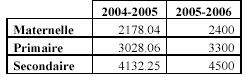 2004-2005 2005-2006
Maternelle 2178.04 2400
Primaire 3028.06 3300
Secondaire 4132.25 4500